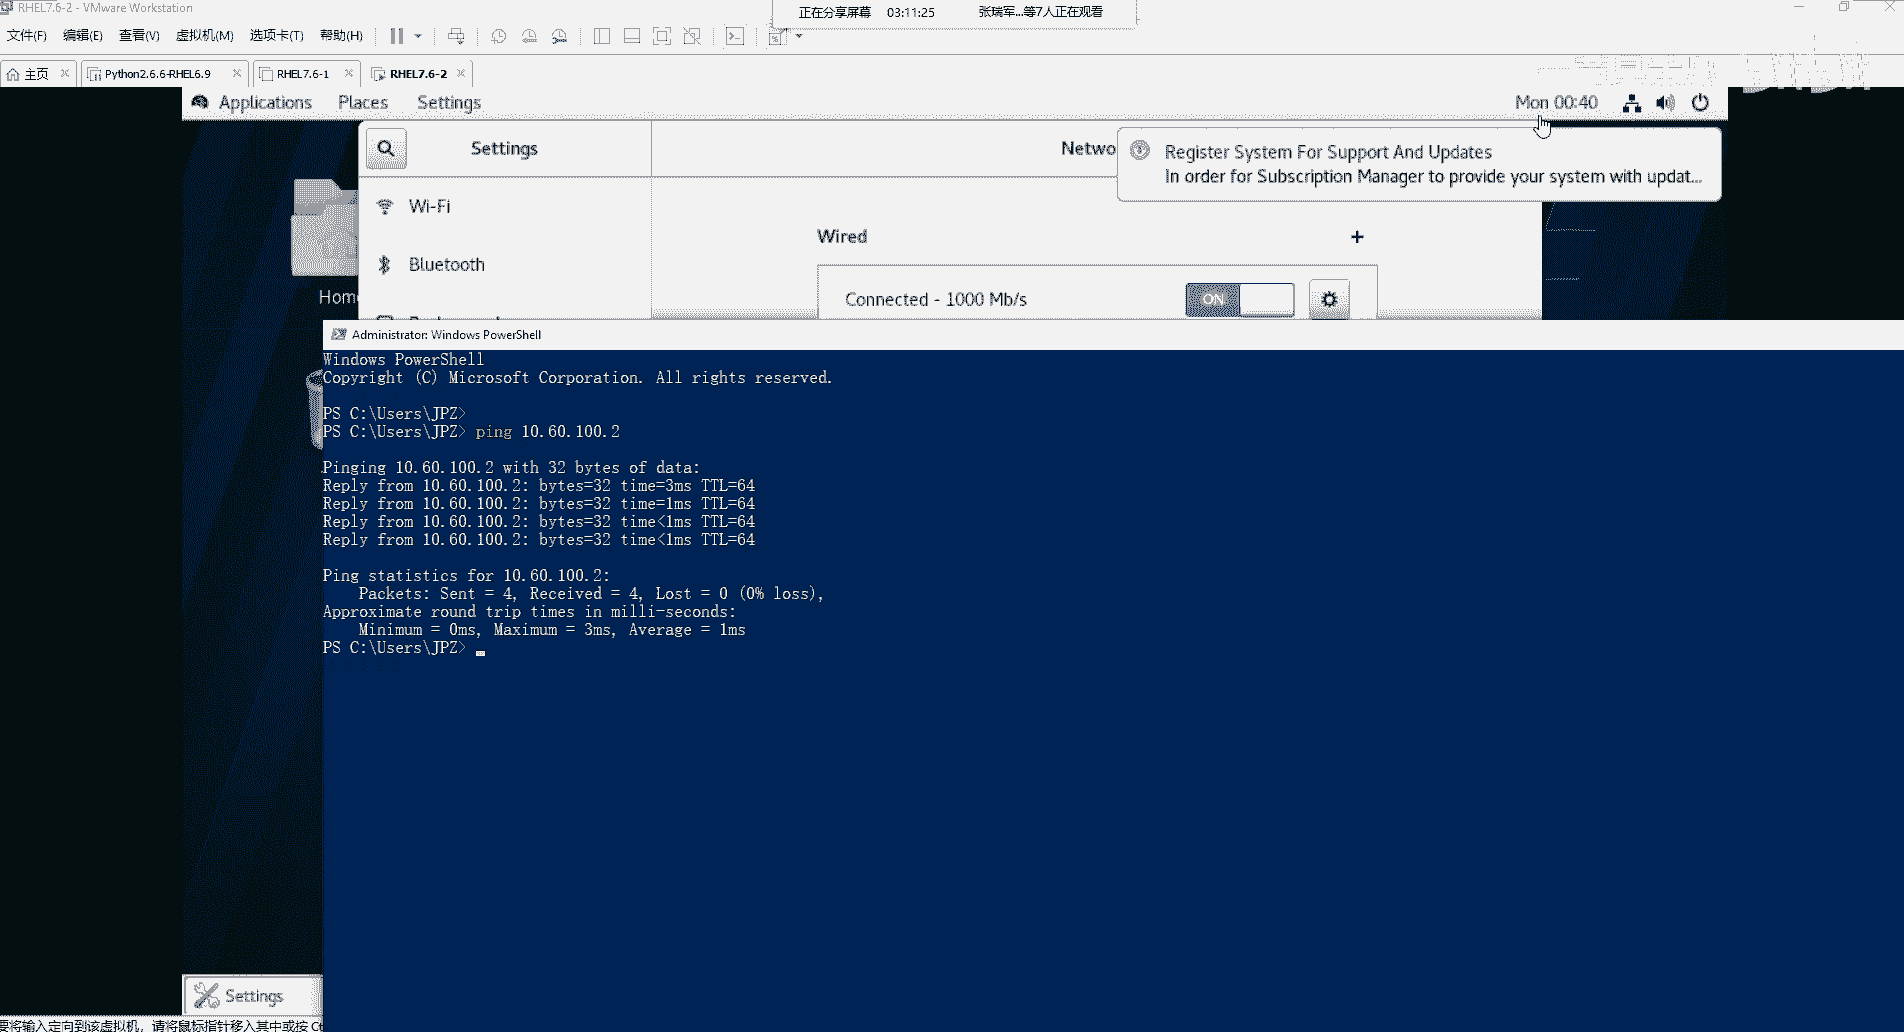 RHEL7.6-2 - VMware Workstation
正在分享屏幕 03:11:25 张瑞军...等7人正在观看
文件(F) 编辑(E) 查看(V) 虚拟机(M) 选项卡(T) 帮助(H)
主页 Python2.6.6-RHEL6.9 RHEL7.6-1 RHEL7.6-2
Applications Places Settings Mon 00:40
Settings Netwo
Register System For Support And Updates
In order for Subscription Manager to provide your system with updat...
Wi-Fi
Wired
Bluetooth
Home
Connected - 1000 Mb/s ON
Administrator: Windows PowerShell
Windows PowerShell
Copyright (C) Microsoft Corporation. All rights reserved.
PS C:\Users\JPZ>
PS C:\Users\JPZ> ping 10.60.100.2
Pinging 10.60.100.2 with 32 bytes of data:
Reply from 10.60.100.2: bytes=32 time=3ms TTL=64
Reply from 10.60.100.2: bytes=32 time=1ms TTL=64
Reply from 10.60.100.2: bytes=32 time<1ms TTL=64
Reply from 10.60.100.2: bytes=32 time<1ms TTL=64
Ping statistics for 10.60.100.2:
Packets: Sent = 4, Received = 4, Lost = 0 (0% loss),
Approximate round trip times in milli-seconds:
Minimum = 0ms, Maximum = 3ms, Average = 1ms
PS C:\Users\JPZ>
Settings
要将输入定向到该虚拟机，请将鼠标指针移入其中或按 Ct